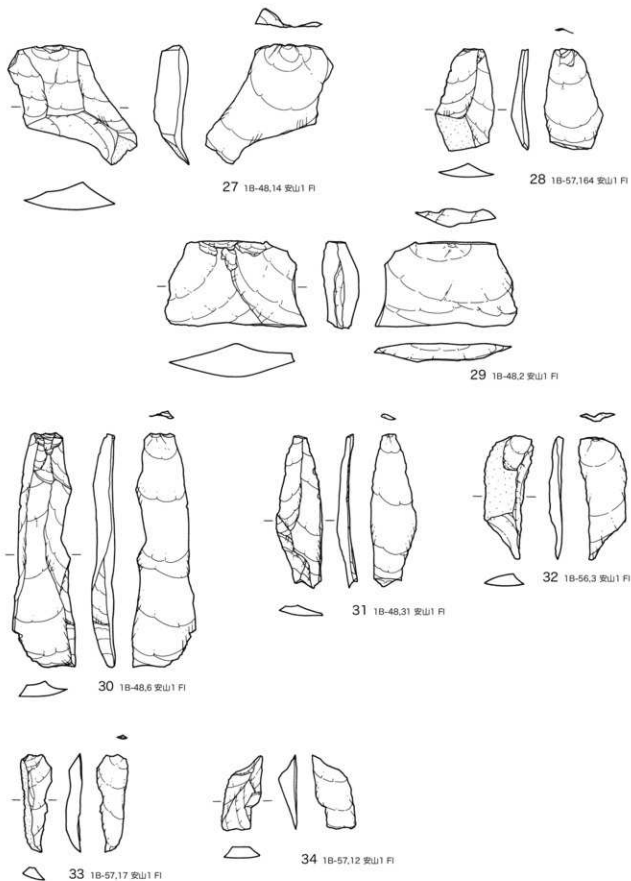 27 1B-48,14 安山1 Fl
28 1B-57,164 安山1 Fl
29 1B-48,2 安山1 Fl
30 1B-48,6 安山1 Fl
31 1B-48,31 安山1 Fl
32 1B-56,3 安山1 Fl
33 1B-57,17 安山1 Fl
34 1B-57,12 安山1 Fl